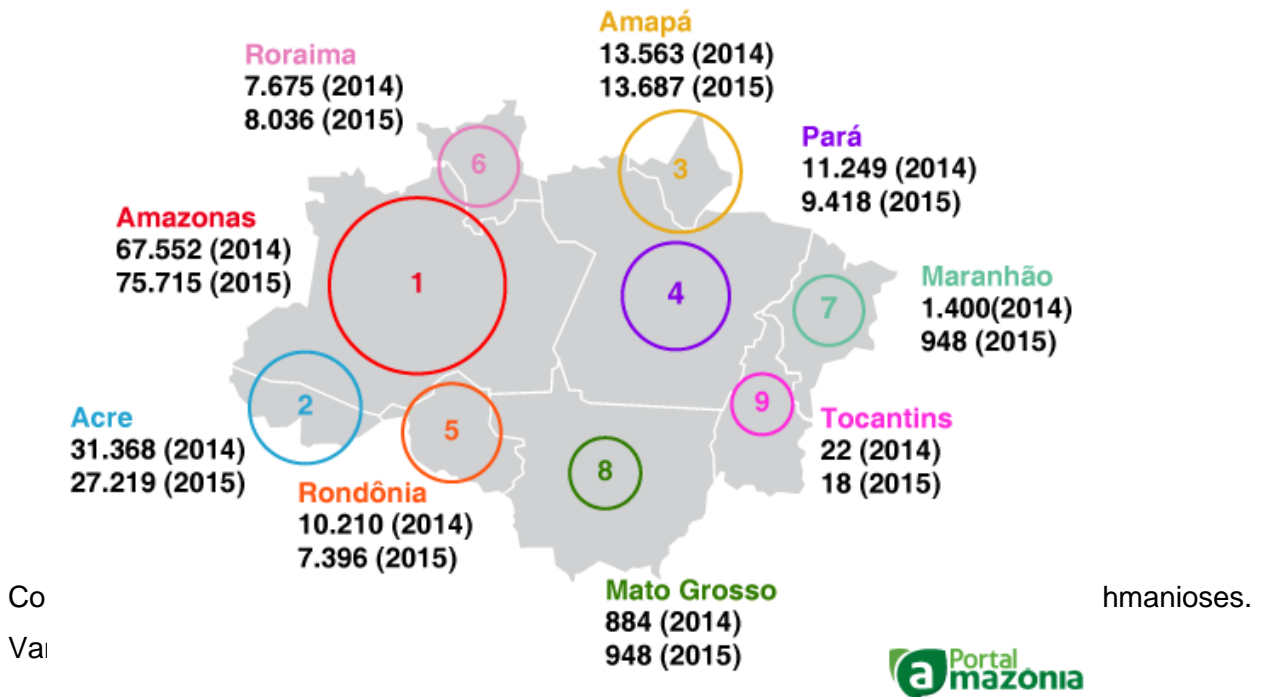 Amapá
13.563 (2014)
13.687 (2015)
Roraima
7.675 (2014)
8.036 (2015)
Pará
11.249 (2014)
9.418 (2015)
6
3
Amazonas
67.552 (2014)
75.715 (2015)
1
4
7
Maranhão
1.400(2014)
948 (2015)
Acre
31.368 (2014)
27.219 (2015)
2
5
9
Tocantins
22 (2014)
18 (2015)
8
Rondônia
10.210 (2014)
7.396 (2015)
Mato Grosso
884 (2014)
948 (2015)
Co
hmanioses.
Portal
amazônia